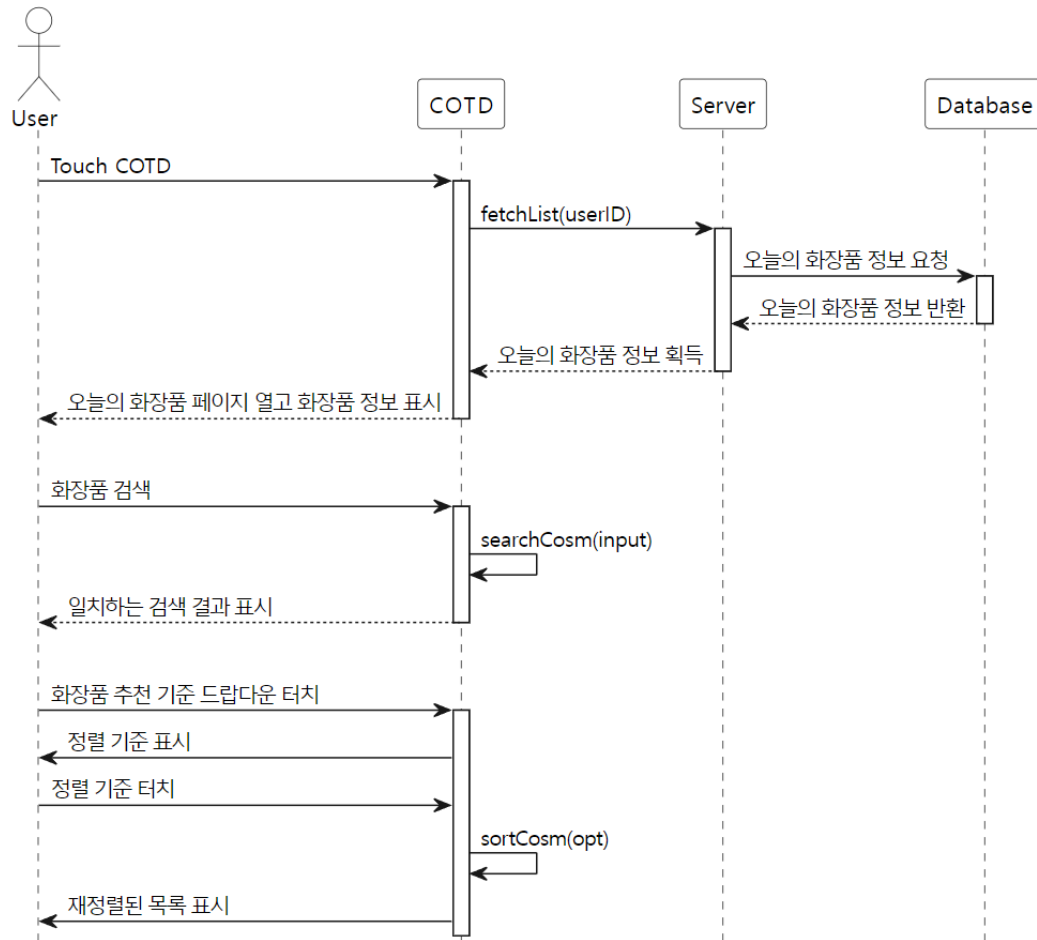 User
COTD
Server
Database
Touch COTD
fetchList(userID)
오늘의 화장품 정보 요청
오늘의 화장품 정보 반환
오늘의 화장품 정보 획득
오늘의 화장품 페이지 열고 화장품 정보 표시
화장품 검색
searchCosm(input)
일치하는 검색 결과 표시
화장품 추천 기준 드랍다운 터치
정렬 기준 표시
정렬 기준 터치
sortCosm(opt)
재정렬된 목록 표시